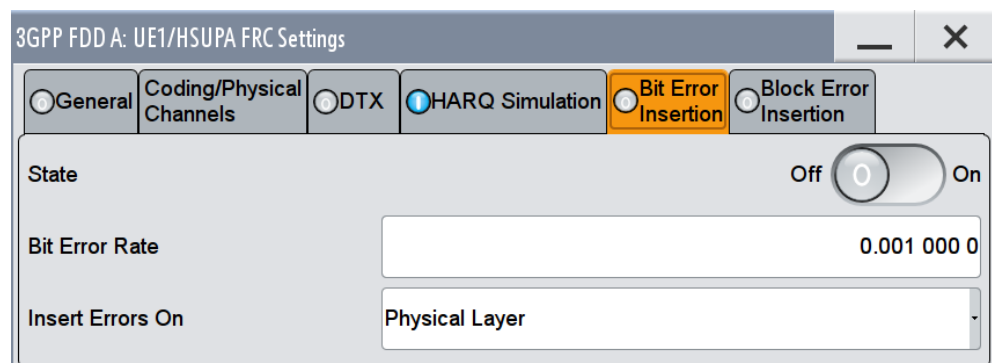 3GPP FDD A: UE1/HSUPA FRC Settings
General
Coding/Physical
Channels
DTX
HARQ Simulation
Bit Error
Insertion
Block Error
Insertion
State
Off
0
On
Bit Error Rate
0.001 000 0
Insert Errors On
Physical Layer